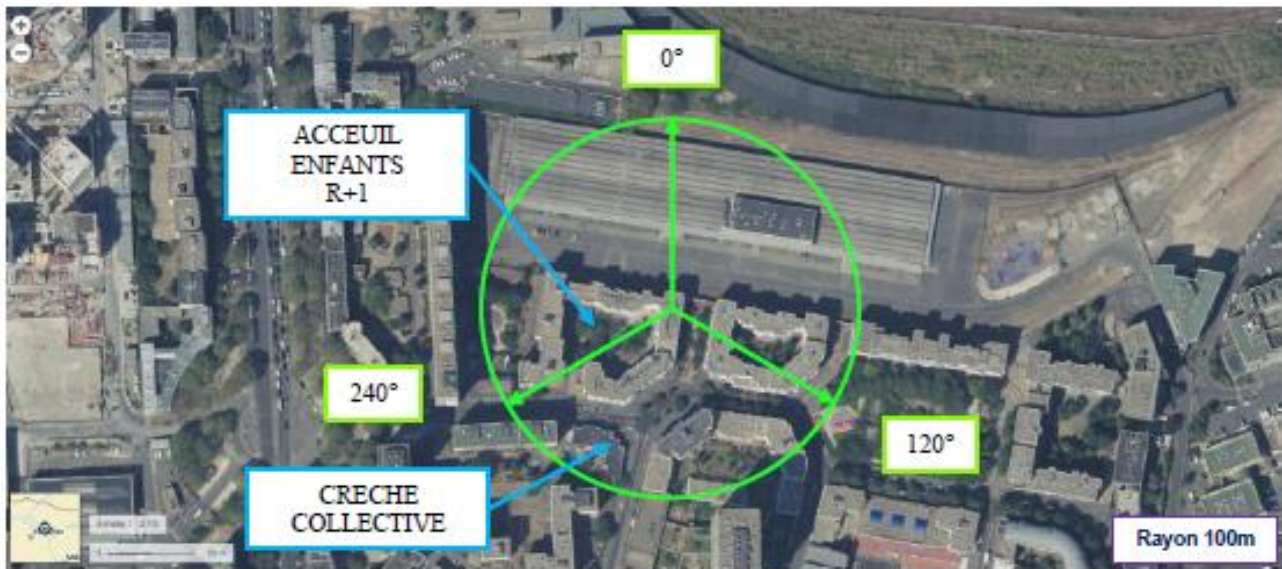 0°
ACCEUIL
ENFANTS
R+1
240°
120°
CRECHE
COLLECTIVE
Rayon 100m